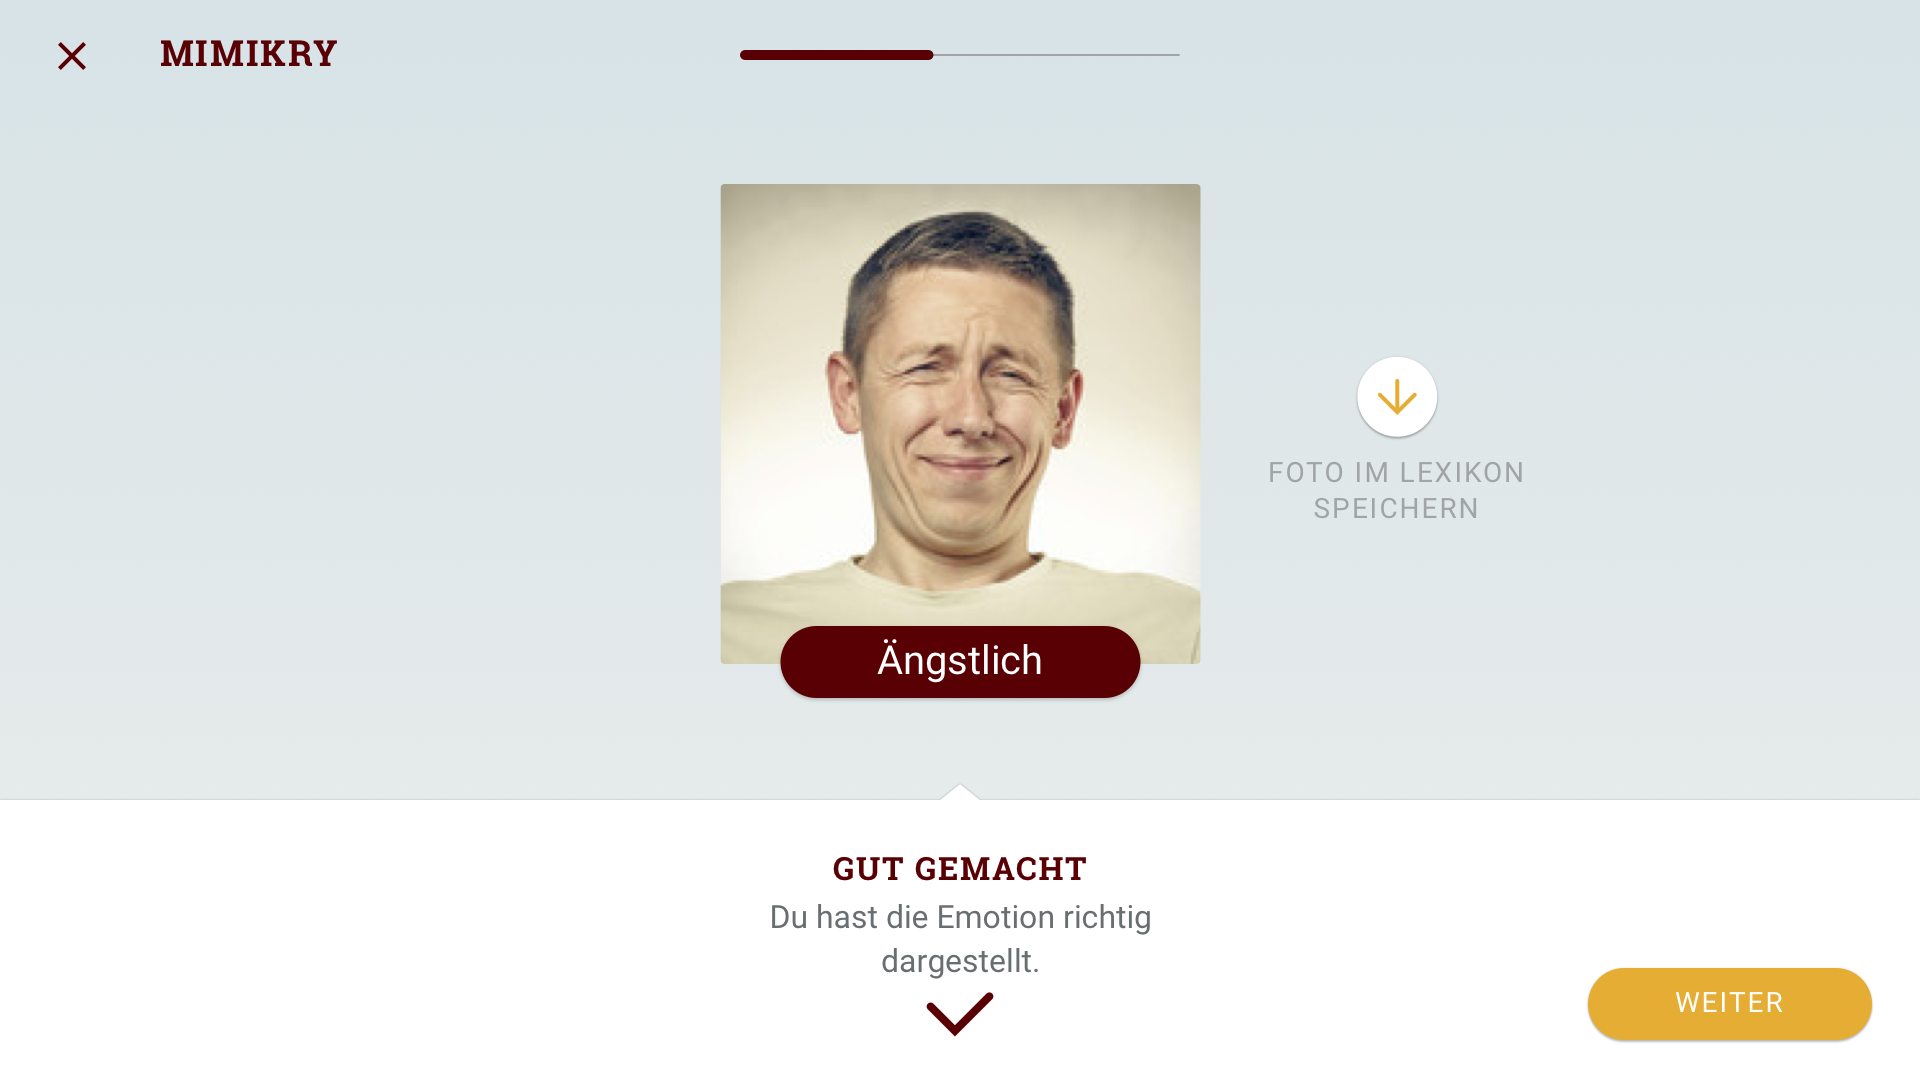 MIMIKRY
FOTO IM LEXIKON
SPEICHERN
Ängstlich
GUT GEMACHT
Du hast die Emotion richtig
dargestellt.
WEITER